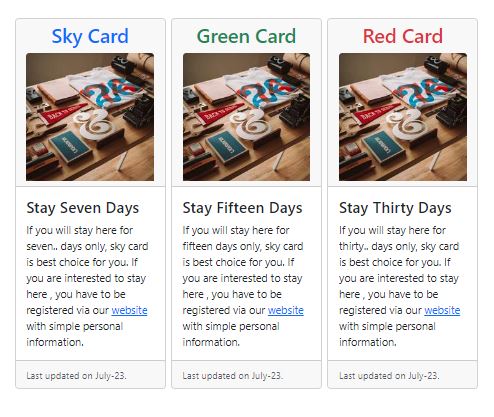 Sky Card
Stay Seven Days
If you will stay here for
seven.. days only, sky card
is best choice for you. If
you are interested to stay
here , you have to be
registered via our website
with simple personal
information.
Last updated on July-23.
Green Card
Stay Fifteen Days
If you will stay here for
fifteen days only, sky card
is best choice for you. If
you are interested to stay
here , you have to be
registered via our website
with simple personal
information.
Last updated on July-23.
Red Card
Stay Thirty Days
If you will stay here for
thirty.. days only, sky card
is best choice for you. If
you are interested to stay
here , you have to be
registered via our website
with simple personal
information.
Last updated on July-23.